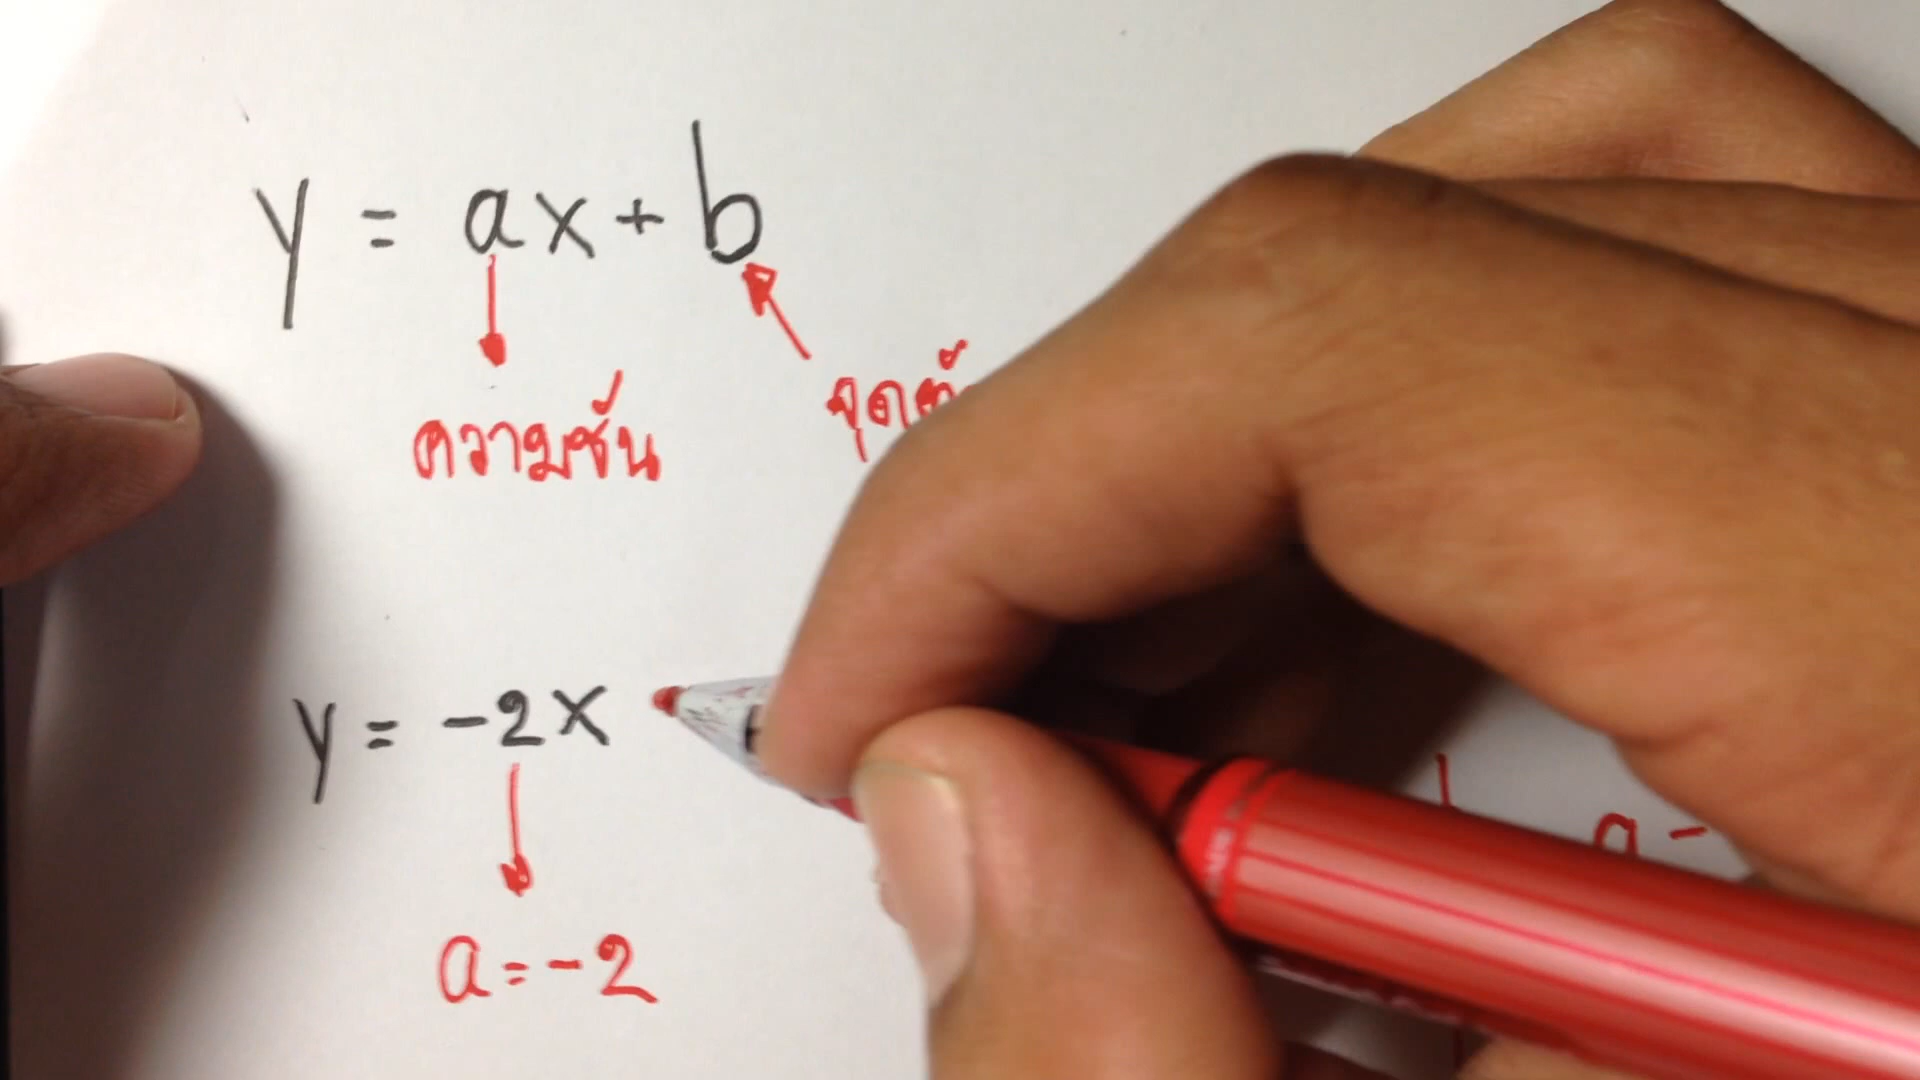 y = ax + b
ความชัน
y = -2x
a = -2